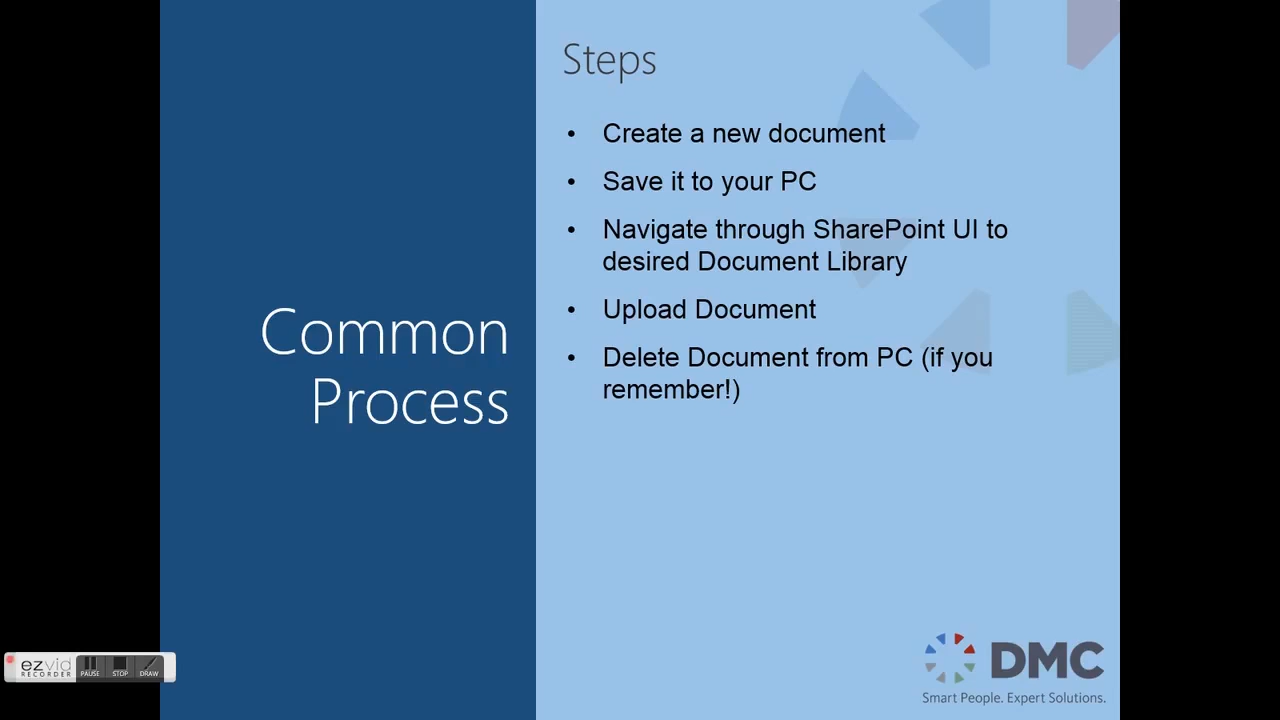 Steps
• Create a new document
• Save it to your PC
• Navigate through SharePoint UI to
desired Document Library
• Upload Document
• Delete Document from PC (if you
remember!)
Common
Process
ezvid
RECORDER
PAUSE
STOP
DRAW
DMC
Smart People. Expert Solutions.